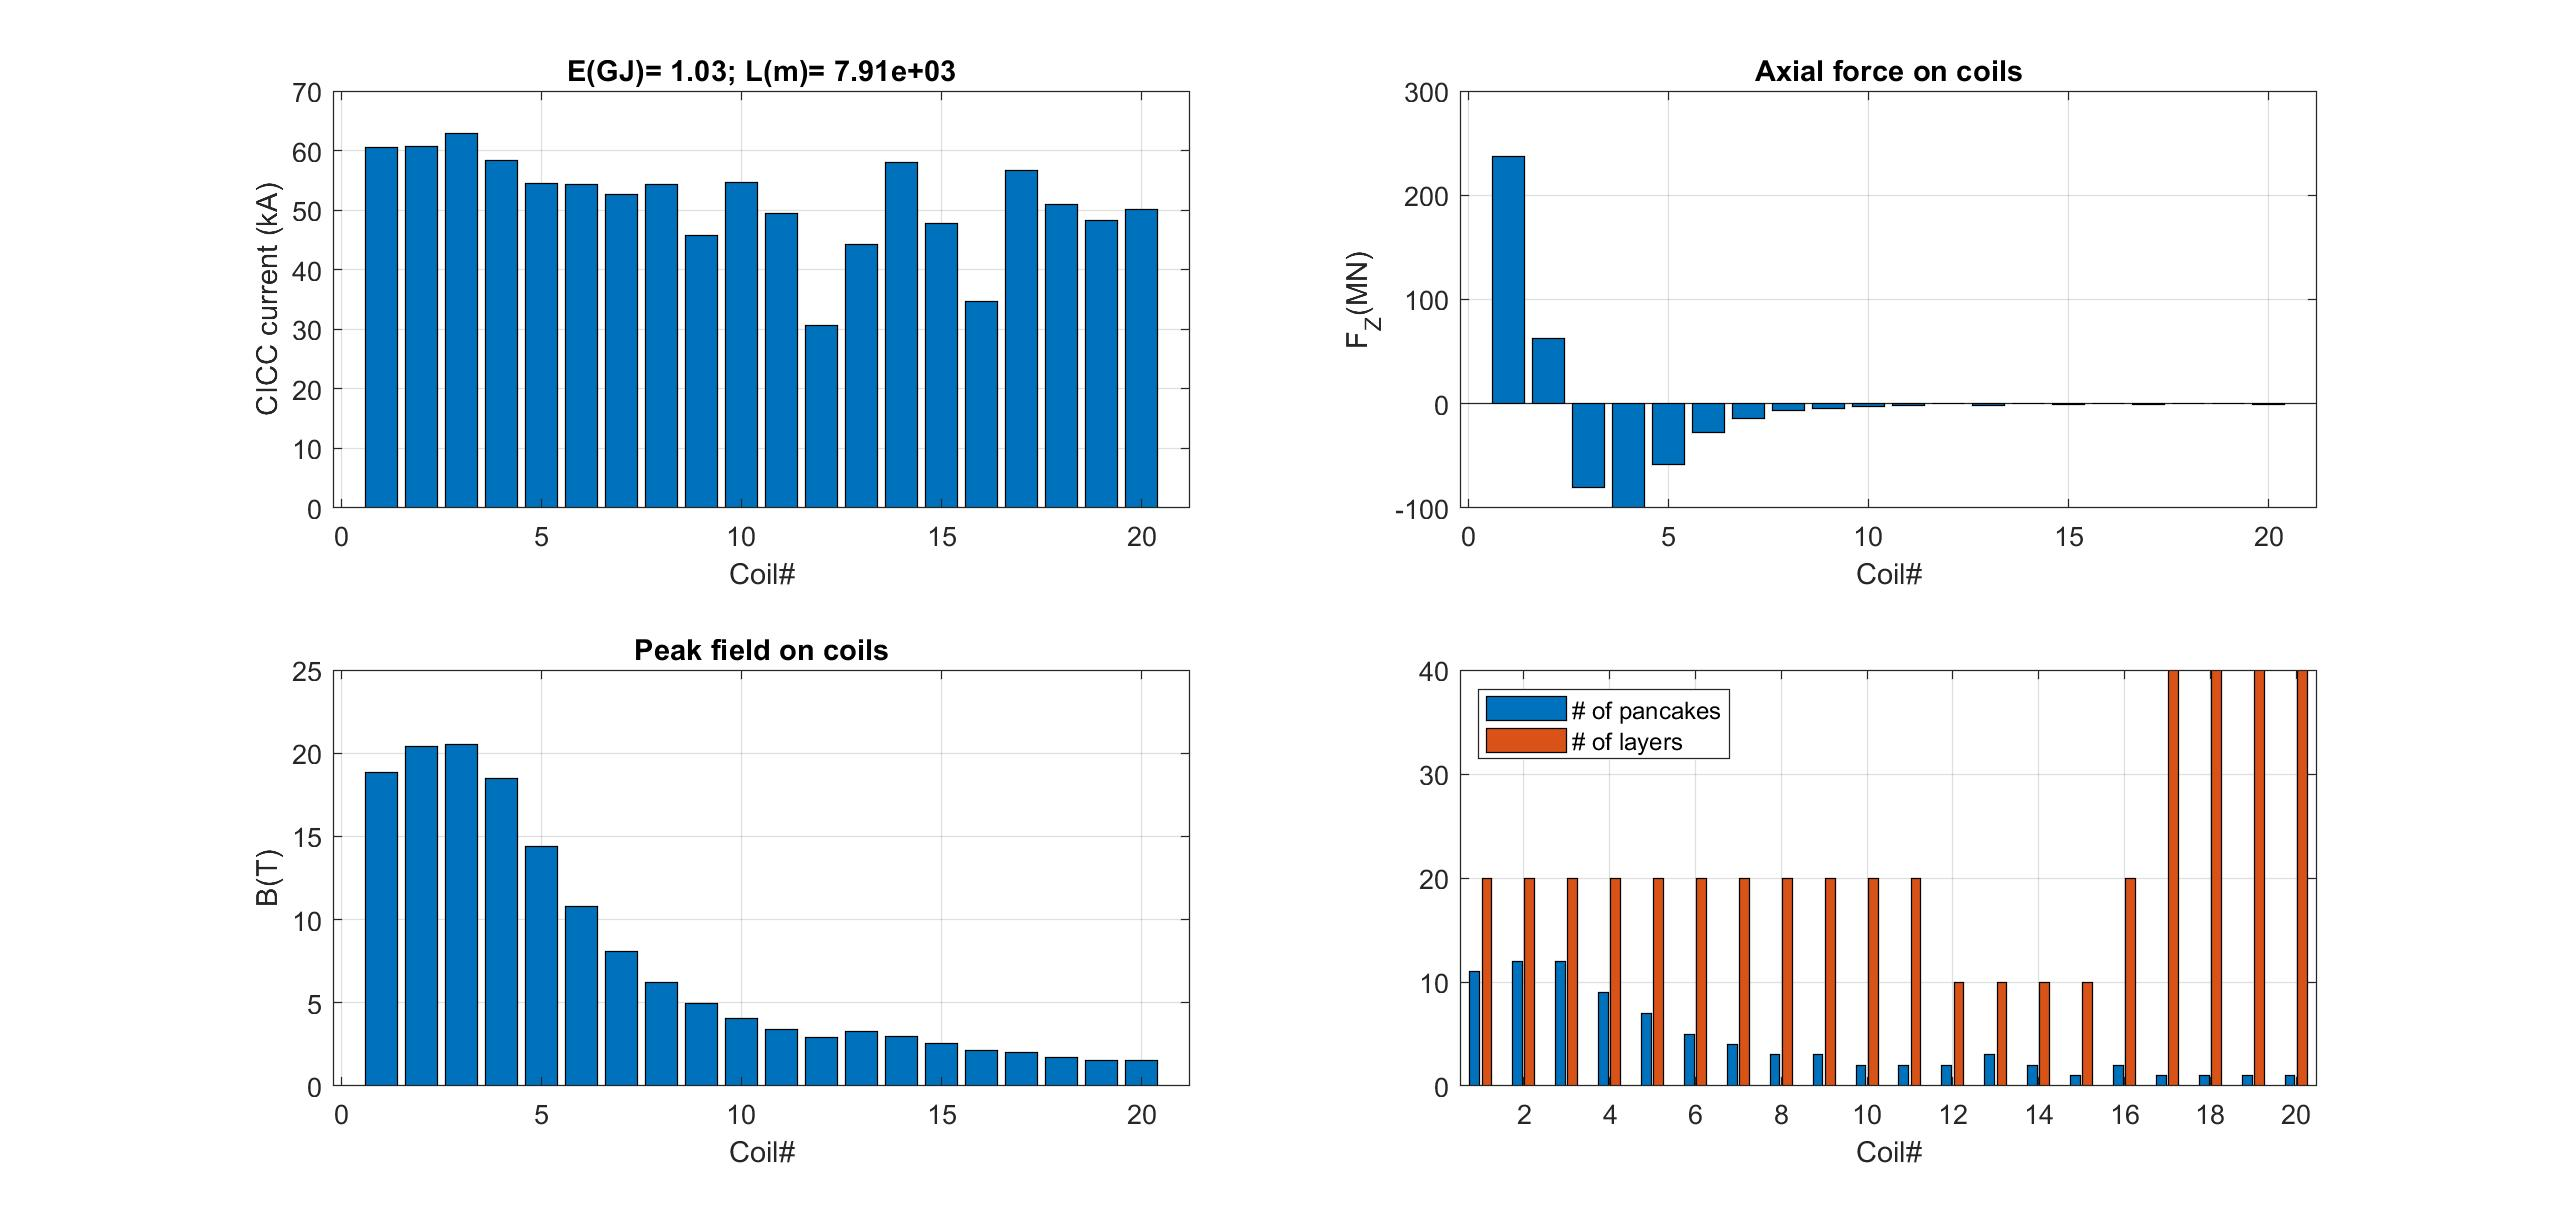 E(GJ)= 1.03; L(m)= 7.91e+03
CICC current (kA)
70
60
50
40
30
20
10
0
0 5 10 15 20
Coil#
Axial force on coils
F_Z(MN)
300
200
100
0
-100
0 5 10 15 20
Coil#
Peak field on coils
B(T)
25
20
15
10
5
0
0 5 10 15 20
Coil#
# of pancakes
# of layers
40
30
20
10
0
2 4 6 8 10 12 14 16 18 20
Coil#